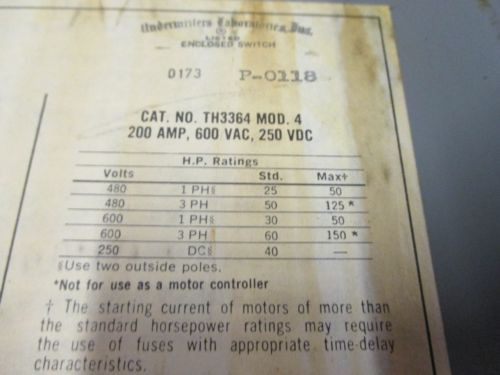 Underwriters Laboratories, Inc.
LISTED
ENCLOSED SWITCH
D173 P-0118
CAT. NO. TH3364 MOD. 4
200 AMP, 600 VAC, 250 VDC
H.P. Ratings
Volts Std. Max†
480 1 PH§ 25 50
480 3 PH 50 125*
600 1 PH§ 30 50
600 3 PH 60 150*
250 DC§ 40 —
§Use two outside poles.
*Not for use as a motor controller
† The starting current of motors of more than
the standard horsepower ratings may require
the use of fuses with appropriate time-delay
characteristics.